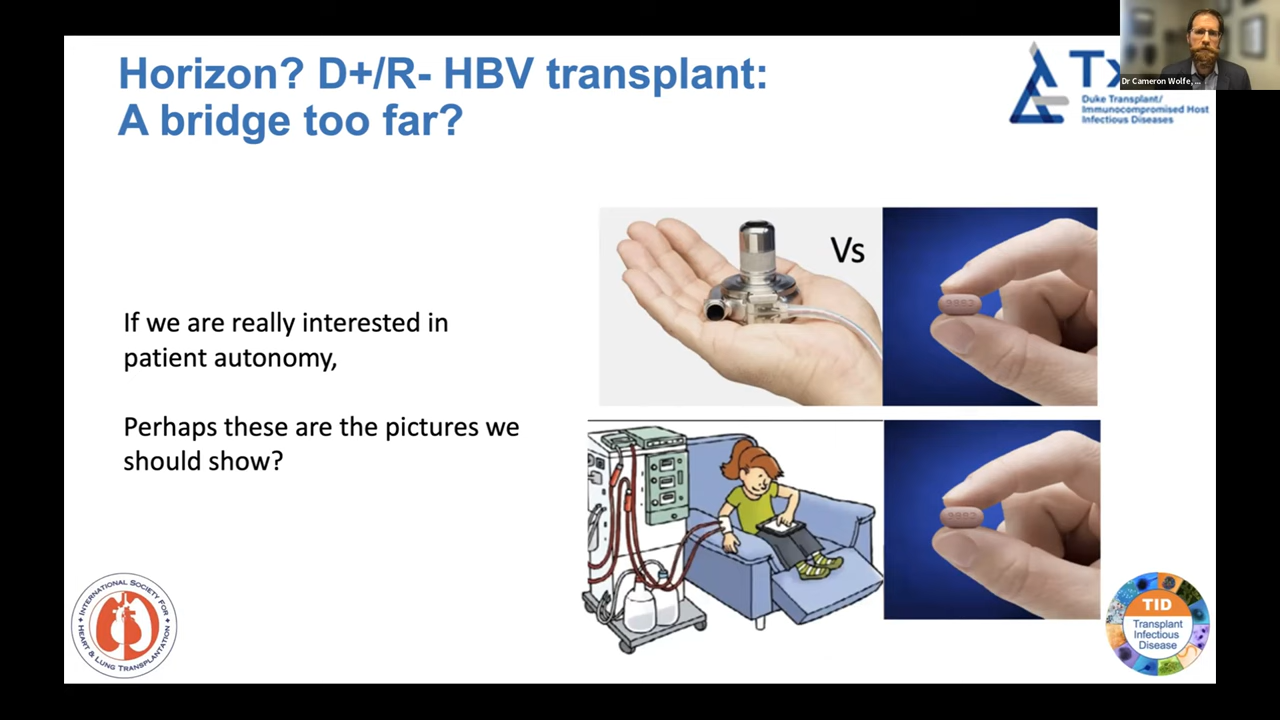 Horizon? D+/R- HBV transplant:
A bridge too far?
Duke Transplant/
Immunocompromised Host
Infectious Diseases
Dr Cameron Wolfe, ...
Vs
If we are really interested in
patient autonomy,
Perhaps these are the pictures we
should show?
INTERNATIONAL SOCIETY FOR
HEART & LUNG TRANSPLANTATION
TID
Transplant
Infectious
Disease